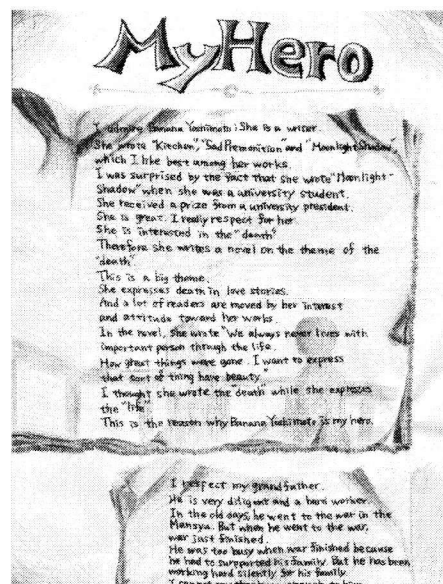 My Hero
I admire Banana Yoshimoto. She is a writer.
She wrote "Kitchen," "Sad Premonition" and "Moonlight Shadow,"
which I like best among her works.
I was surprised by the fact that she wrote "Moonlight-
Shadow" when she was a university student.
She received a prize from a university president.
She is great. I really respect for her.
She is interested in the "death."
Therefore she writes a novel on the theme of the
"death".
This is a big theme.
She expresses death in love stories.
And a lot of readers are moved by her interest
and attitude toward her works.
In the novel, she wrote "We always never lives with
important person through the life.
How great things were gone. I want to express
that sort of thing have beauty."
I thought she wrote the death" while she expresses
the "life".
This is the reason why Banana Yoshimoto is my hero.
I respect my grandfather.
He is very diligent and a hard worker.
In the old days, he went to the war in the
Mansyu. But when he went to the war,
war just finished.
He was too busy when war finished because
he had to surpported his family. But he has been
working hard silently for his family.